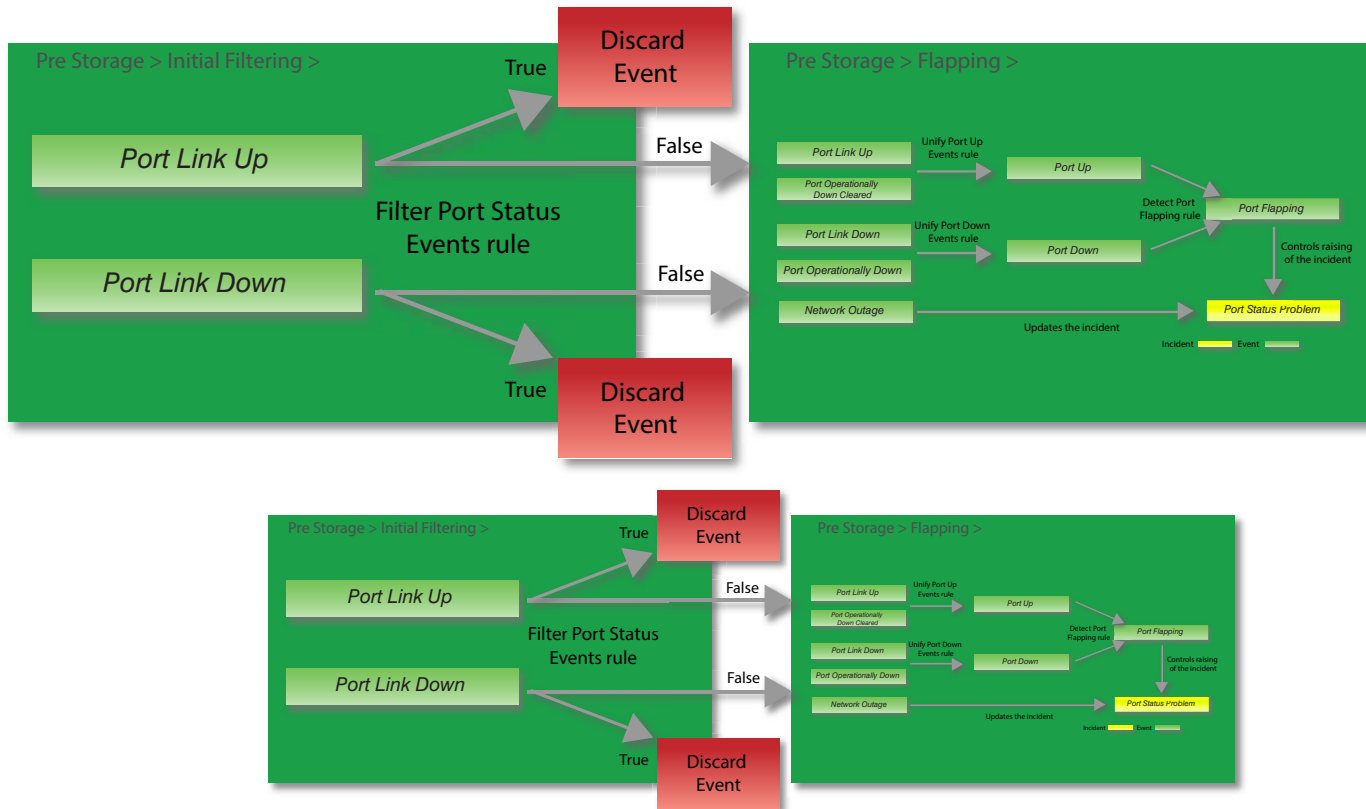 Pre Storage > Initial Filtering >
True
Discard
Event
Port Link Up
False
Filter Port Status
Events rule
Port Link Down
False
True
Discard
Event
Pre Storage > Flapping >
Port Link Up
Port Operationally
Down Cleared
Unify Port Up
Events rule
Port Up
Port Link Down
Port Operationally Down
Unify Port Down
Events rule
Port Down
Detect Port
Flapping rule
Port Flapping
Controls raising
of the incident
Network Outage
Updates the incident
Port Status Problem
Incident
Event
Pre Storage > Initial Filtering >
True
Discard
Event
Port Link Up
False
Filter Port Status
Events rule
Port Link Down
False
True
Discard
Event
Pre Storage > Flapping >
Port Link Up
Port Operationally
Down Cleared
Unify Port Up
Events rule
Port Up
Port Link Down
Port Operationally Down
Unify Port Down
Events rule
Port Down
Detect Port
Flapping rule
Port Flapping
Controls raising
of the incident
Network Outage
Updates the incident
Port Status Problem
Incident
Event